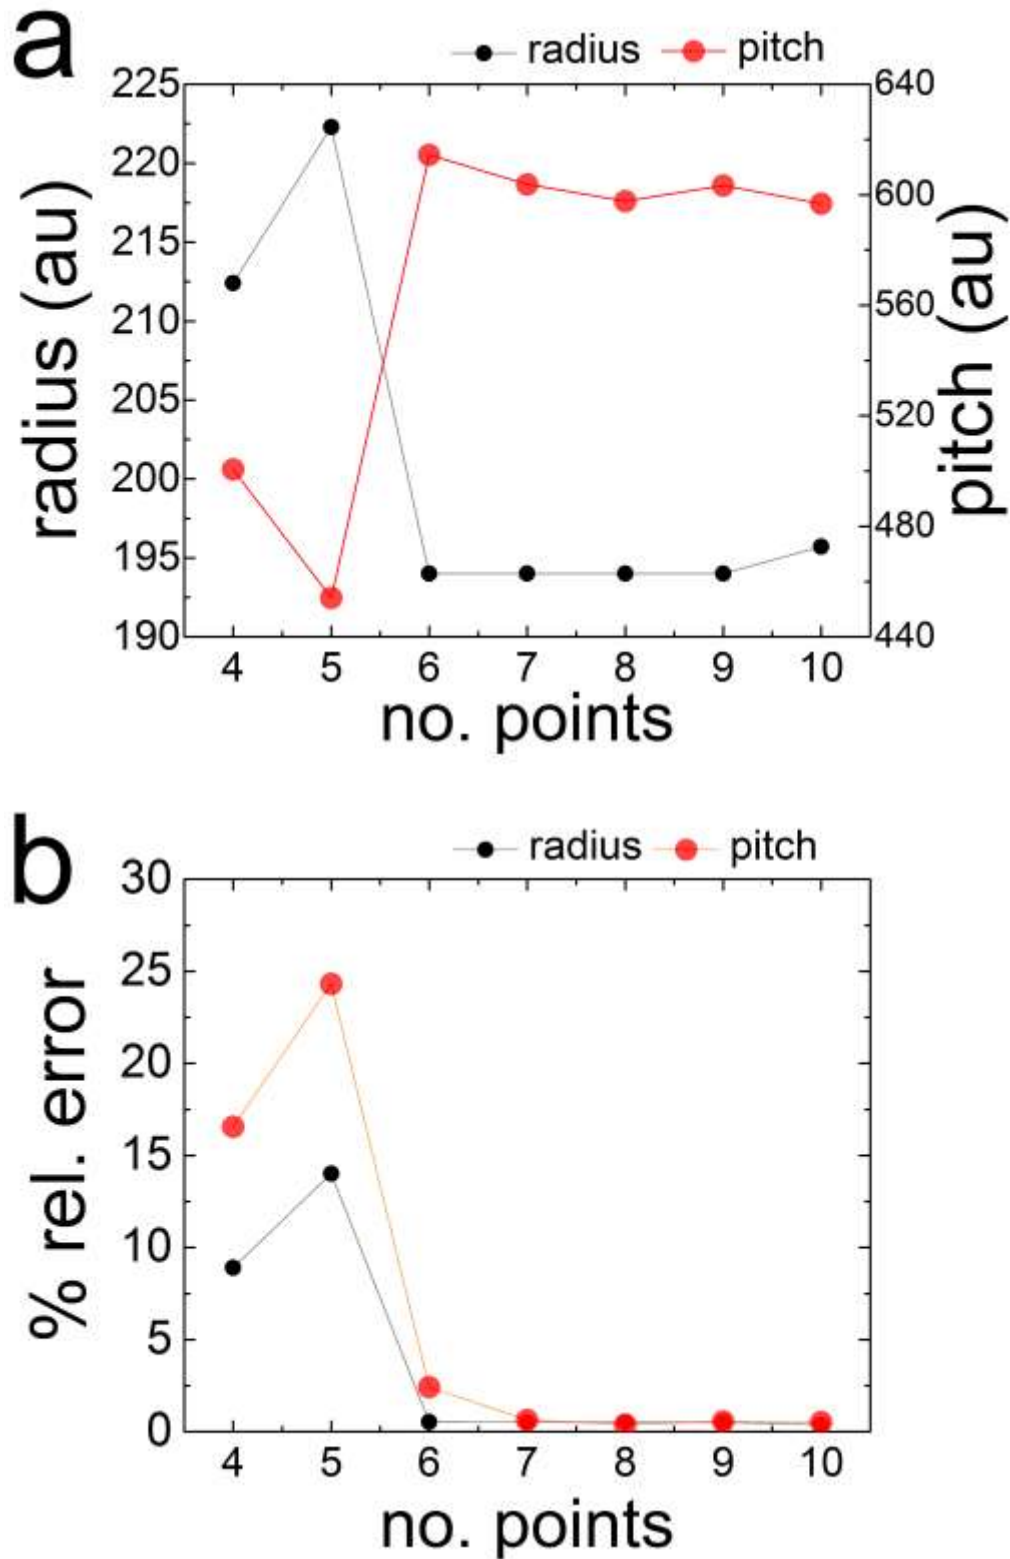 a
radius pitch
225
220
215
210
205
200
195
190
radius (au)
640
600
560
520
480
440
pitch (au)
4 5 6 7 8 9 10
no. points
b
radius pitch
30
25
20
15
10
5
0
% rel. error
4 5 6 7 8 9 10
no. points